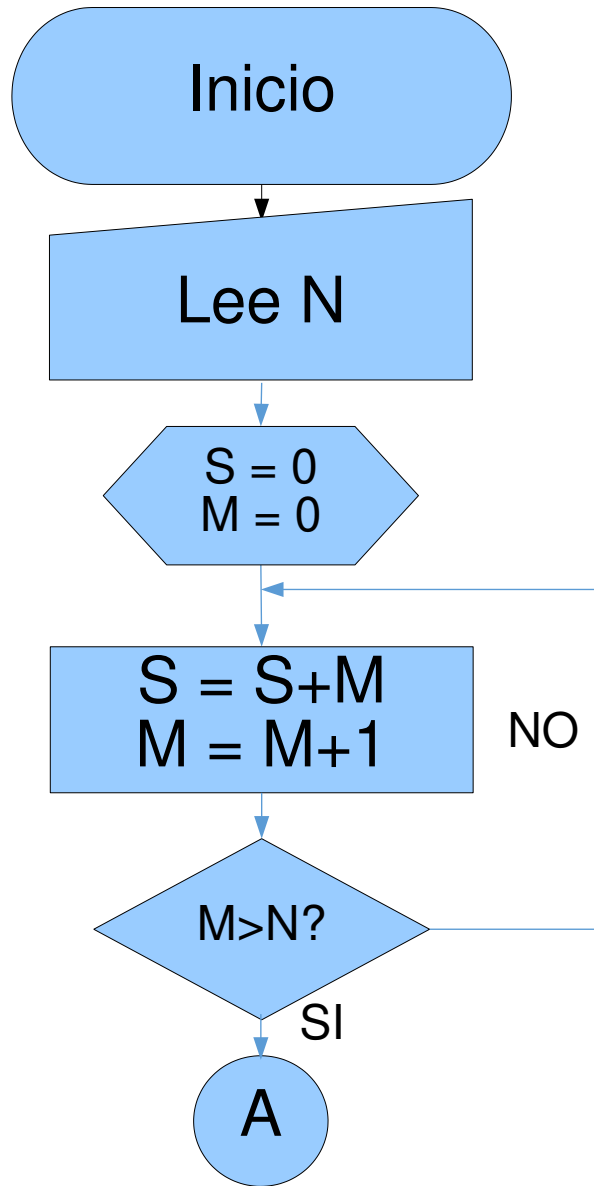 Inicio
Lee N
S = 0
M = 0
S = S+M
M = M+1
NO
M>N?
SI
A